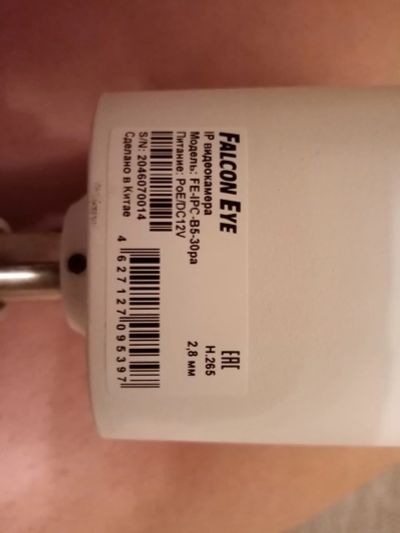 FALCON EYE
IP видеокамера
Модель: FE-IPC-B5-30pa
Питание: PoE/DC12V
S/N: 2046070014
Сделано в Китае
EAC
H.265
2,8 мм
4 627127 095397